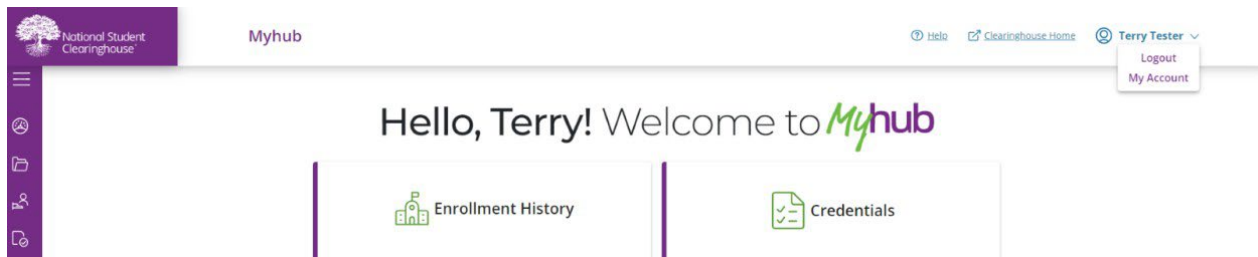 National Student
Clearinghouse
Myhub
Help
Clearinghouse Home
Terry Tester
Logout
My Account
Hello, Terry! Welcome to Myhub
Enrollment History
Credentials